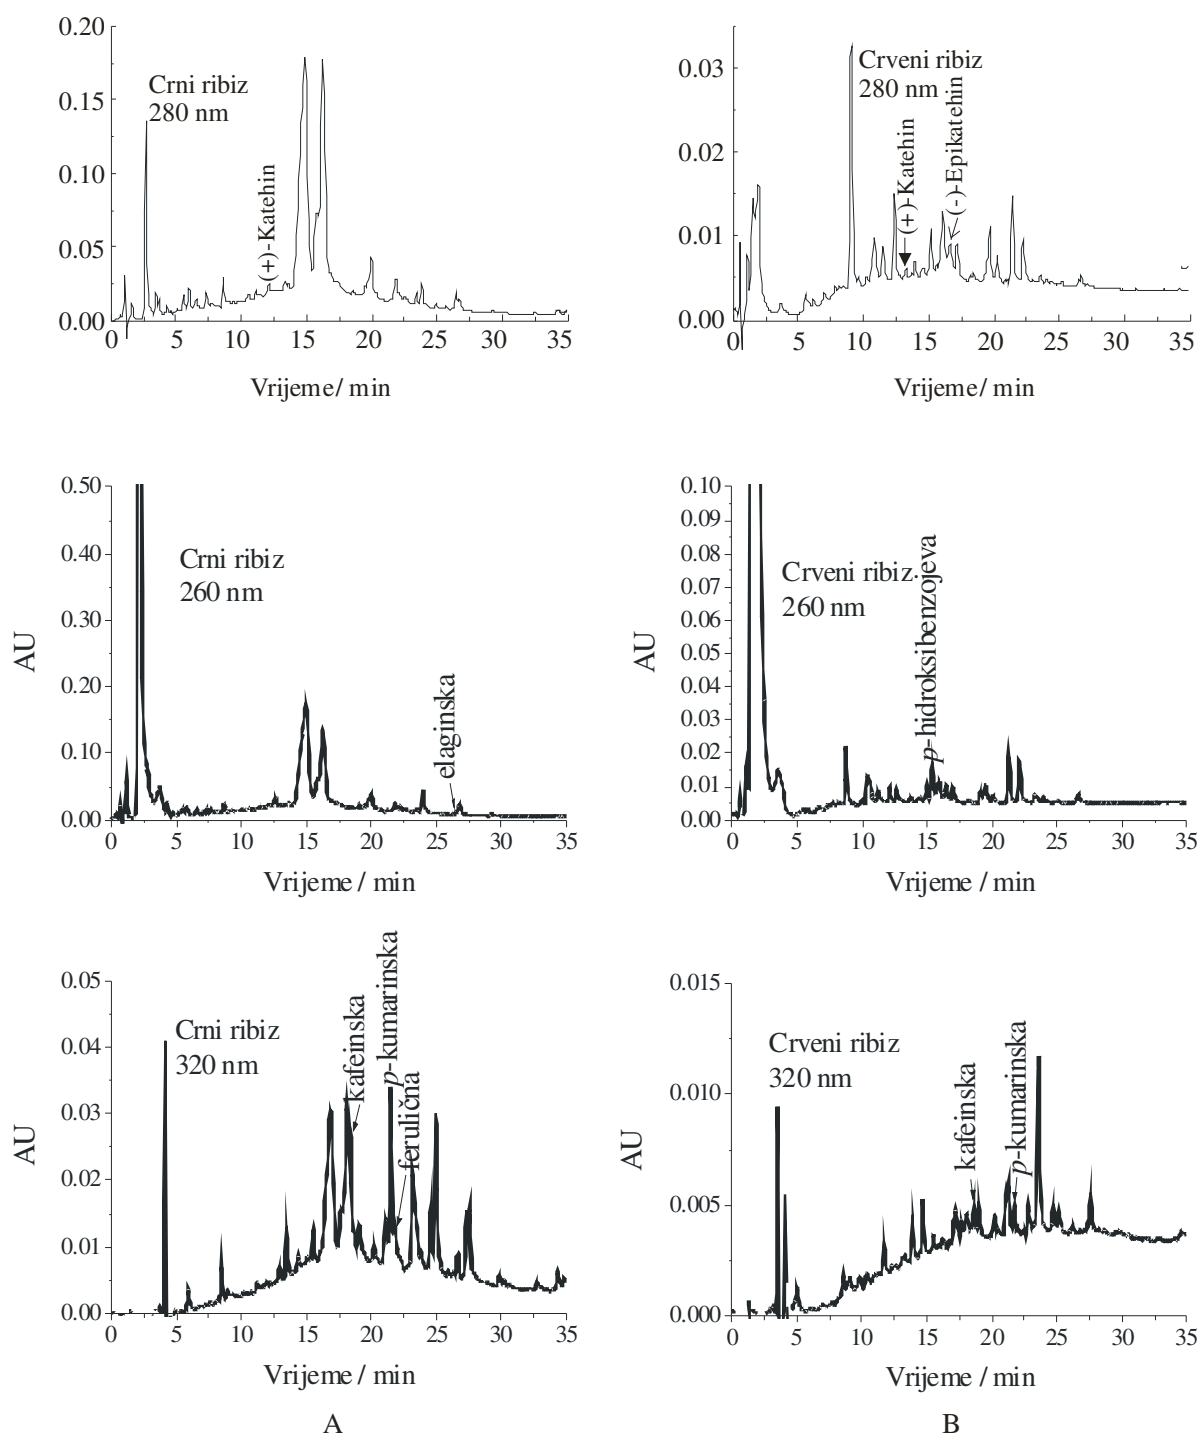 0.20
0.15
0.10
0.05
0.00
Crni ribiz
280 nm
(+)-Katehin
0 5 10 15 20 25 30 35
Vrijeme/ min
0.03
0.02
0.01
0.00
Crveni ribiz
280 nm
(+)-Katehin
(-)-Epikatehin
0 5 10 15 20 25 30 35
Vrijeme/ min
AU
0.50
0.40
0.30
0.20
0.10
0.00
Crni ribiz
260 nm
elaginska
0 5 10 15 20 25 30 35
Vrijeme / min
AU
0.10
0.09
0.08
0.07
0.06
0.05
0.04
0.03
0.02
0.01
0.00
Crveni ribiz
260 nm
p-hidroksibenzojeva
0 5 10 15 20 25 30 35
Vrijeme / min
AU
0.05
0.04
0.03
0.02
0.01
0.00
Crni ribiz
320 nm
kafeinska
p-kumarinska
ferulična
0 5 10 15 20 25 30 35
Vrijeme / min
A
AU
0.015
0.010
0.005
0.000
Crveni ribiz
320 nm
kafeinska
p-kumarinska
0 5 10 15 20 25 30 35
Vrijeme / min
B